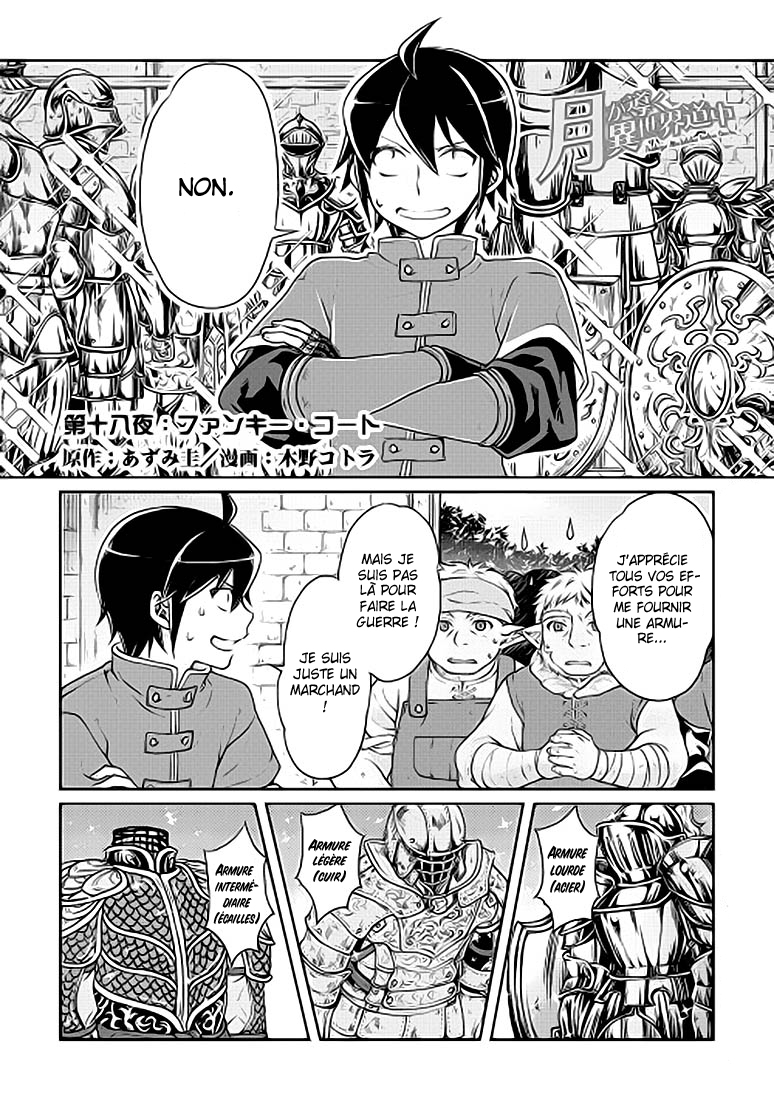 月が導く
異世界道中
NON.
第十八夜：ファンキー・コート
原作：あずみ圭／漫画：木野コトラ
J'APPRÉCIE
TOUS VOS EF-
FORTS POUR
ME FOURNIR
UNE ARMU-
RE...
MAIS JE
SUIS PAS
LÀ POUR
FAIRE LA
GUERRE !
JE SUIS
JUSTE UN
MARCHAND
!
ARMURE
LOURDE
(ACIER)
ARMURE
LÉGÈRE
(CUIR)
ARMURE
INTERMÉ-
DIAIRE
(ÉCAILLES)